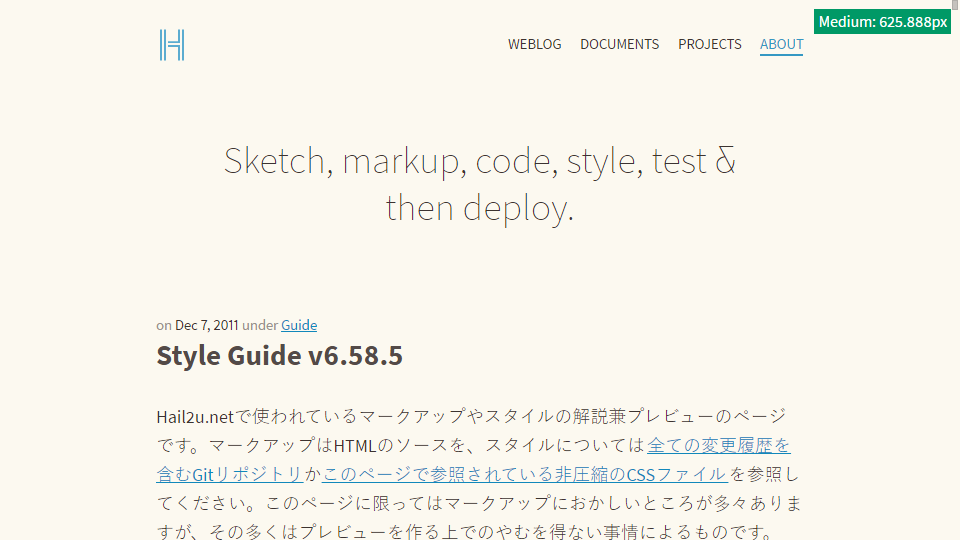 Medium: 625.888px
H
WEBLOG DOCUMENTS PROJECTS ABOUT
Sketch, markup, code, style, test &
then deploy.
on Dec 7, 2011 under Guide
Style Guide v6.58.5
Hail2u.netで使われているマークアップやスタイルの解説兼プレビューのページ
です。マークアップはHTMLのソースを、スタイルについては全ての変更履歴を
含むGitリポジトリかこのページで参照されている非圧縮のCSSファイルを参照し
てください。このページに限ってはマークアップにおかしいところが多々ありま
すが、その多くはプレビューを作る上でのやむを得ない事情によるものです。